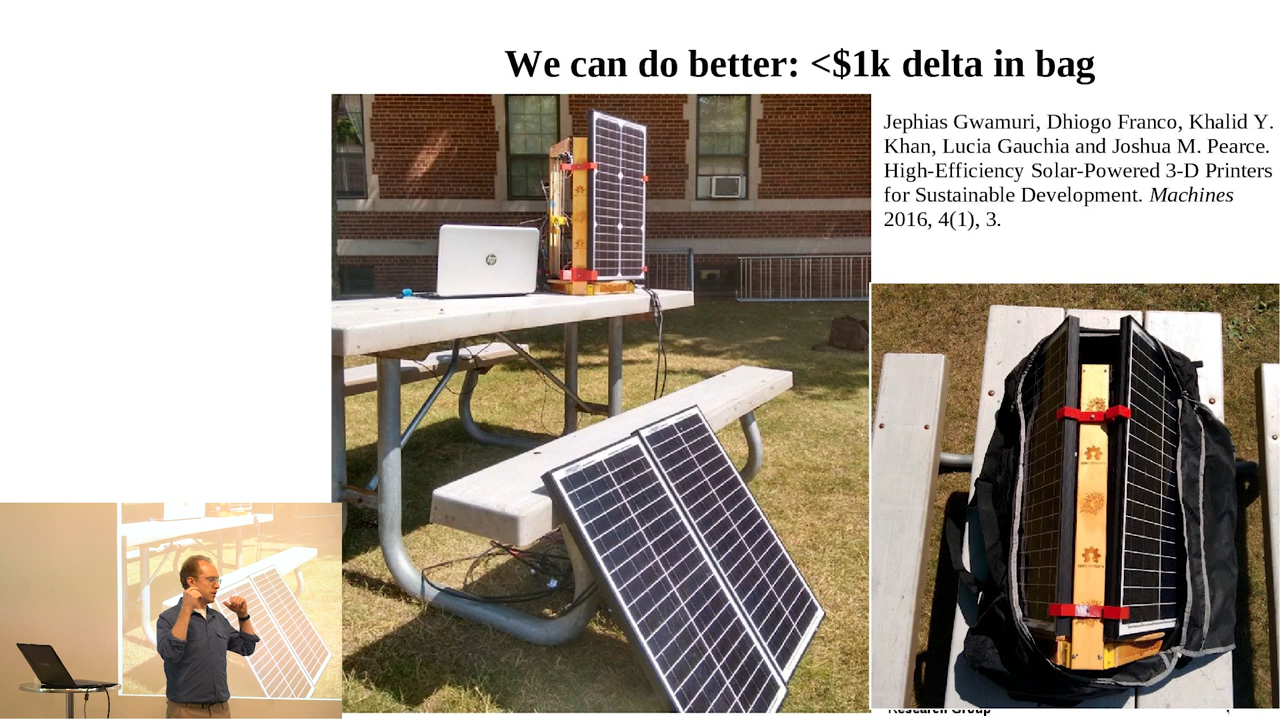 We can do better: <$1k delta in bag
Jephias Gwamuri, Dhiogo Franco, Khalid Y.
Khan, Lucia Gauchia and Joshua M. Pearce.
High-Efficiency Solar-Powered 3-D Printers
for Sustainable Development. Machines
2016, 4(1), 3.
hp
Research Group